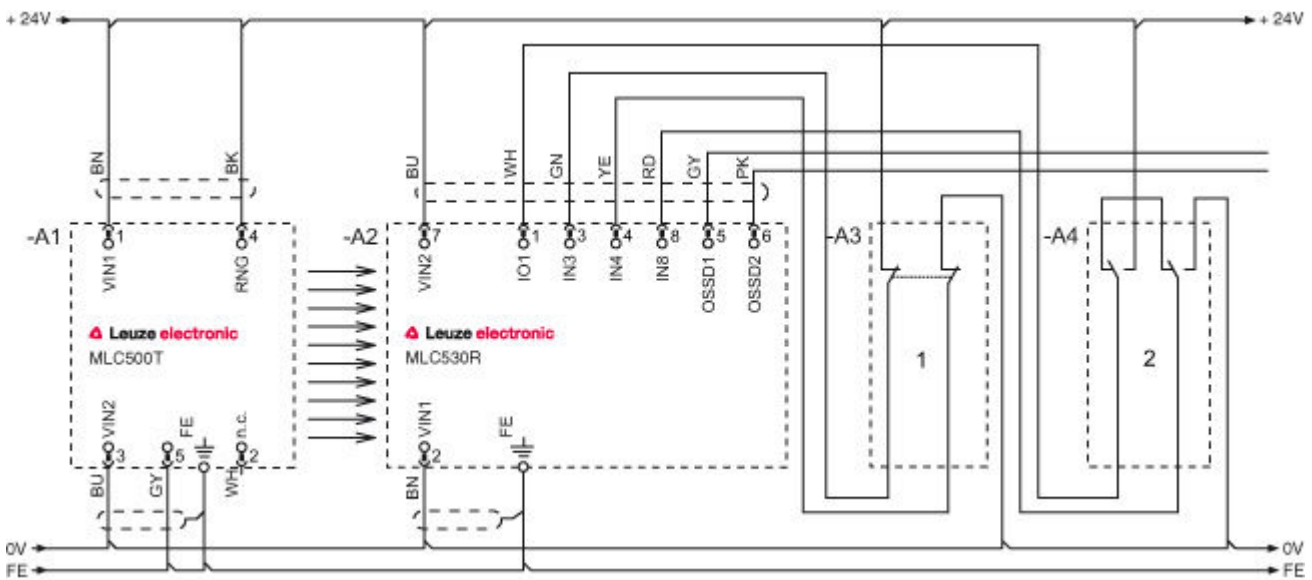 + 24V
+ 24V
BN
BK
BU
WH
GN
YE
RD
GY
PK
-A1
1
4
-A2
7
1
3
4
8
5
6
-A3
-A4
VIN1
RNG
VIN2
IO1
IN3
IN4
IN8
OSSD1
OSSD2
Leuze electronic
MLC500T
Leuze electronic
MLC530R
1
2
VIN2
FE
n.c.
VIN1
FE
3
5
2
2
BU
GY
WH
BN
0V
0V
FE
FE